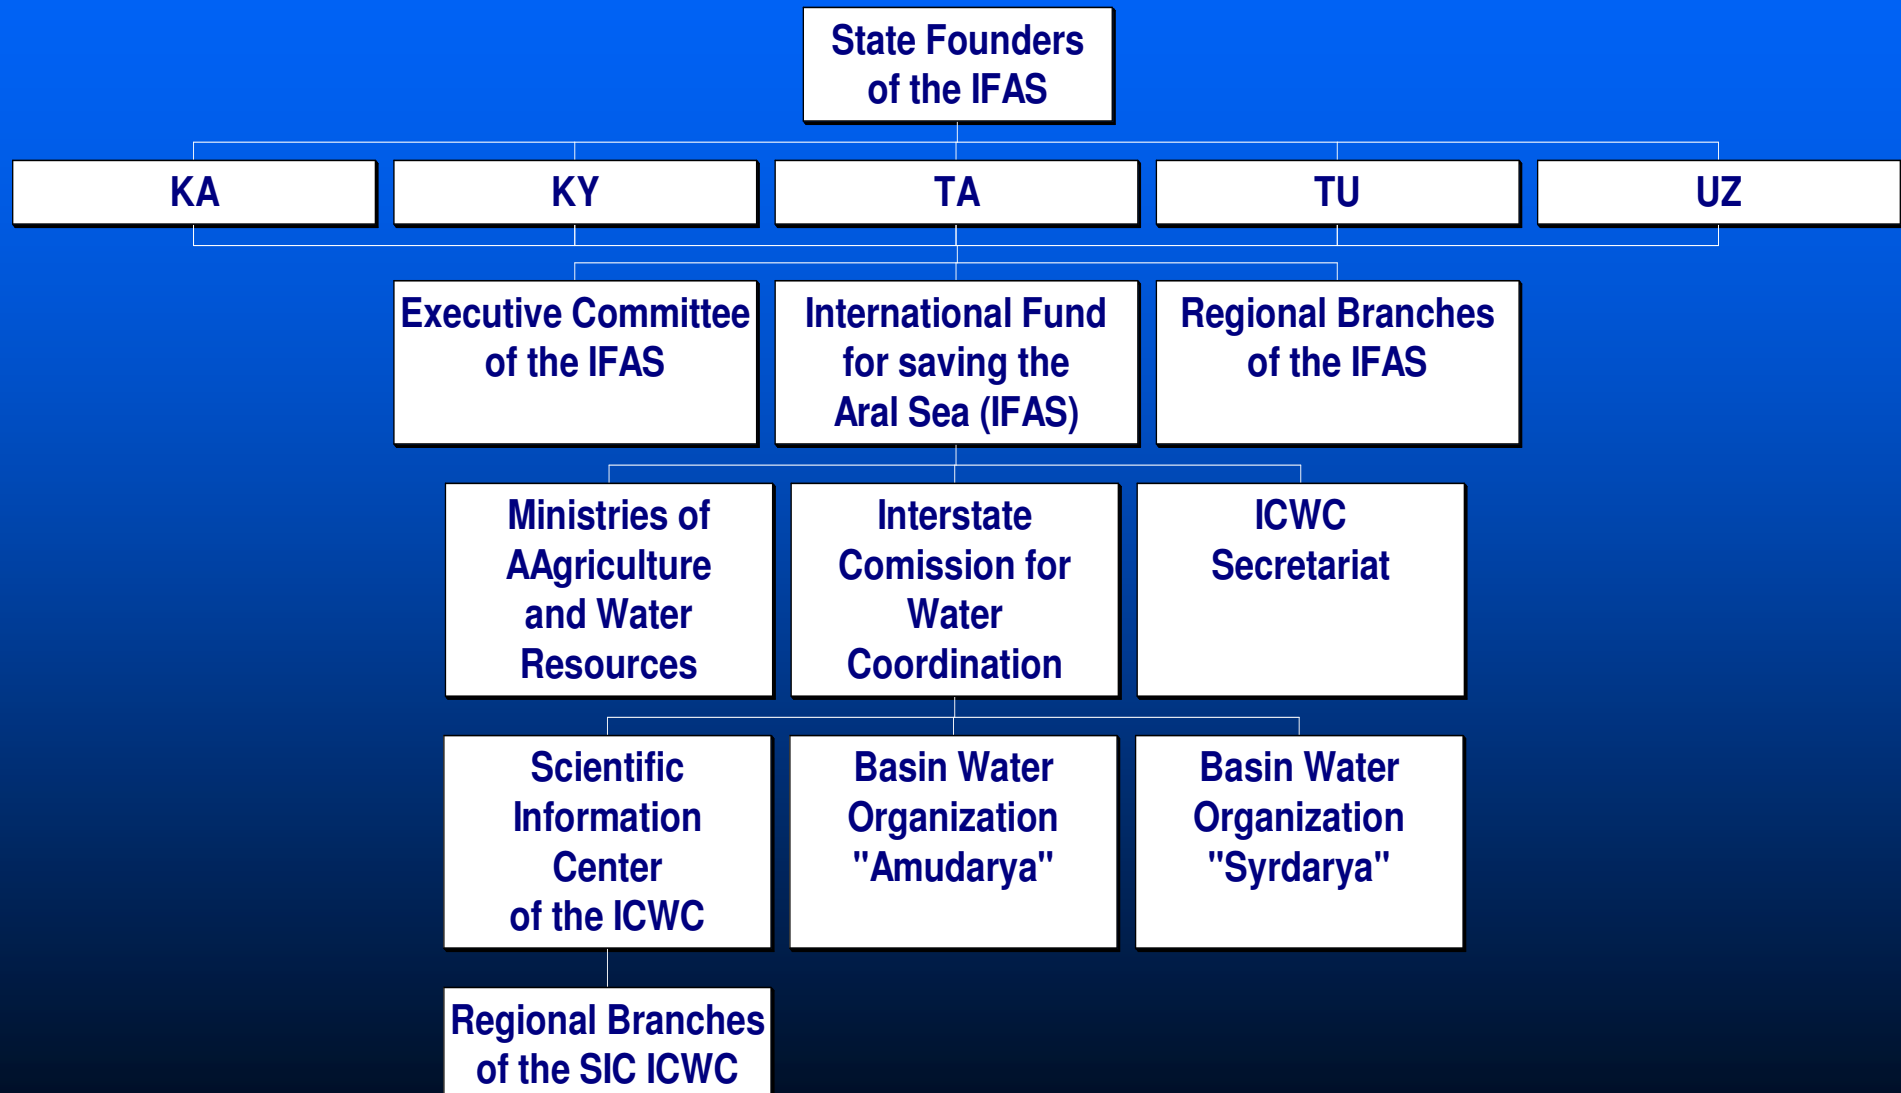 State Founders
of the IFAS
KA
KY
TA
TU
UZ
Executive Committee
of the IFAS
International Fund
for saving the
Aral Sea (IFAS)
Regional Branches
of the IFAS
Ministries of
AAgriculture
and Water
Resources
Interstate
Comission for
Water
Coordination
ICWC
Secretariat
Scientific
Information
Center
of the ICWC
Basin Water
Organization
"Amudarya"
Basin Water
Organization
"Syrdarya"
Regional Branches
of the SIC ICWC